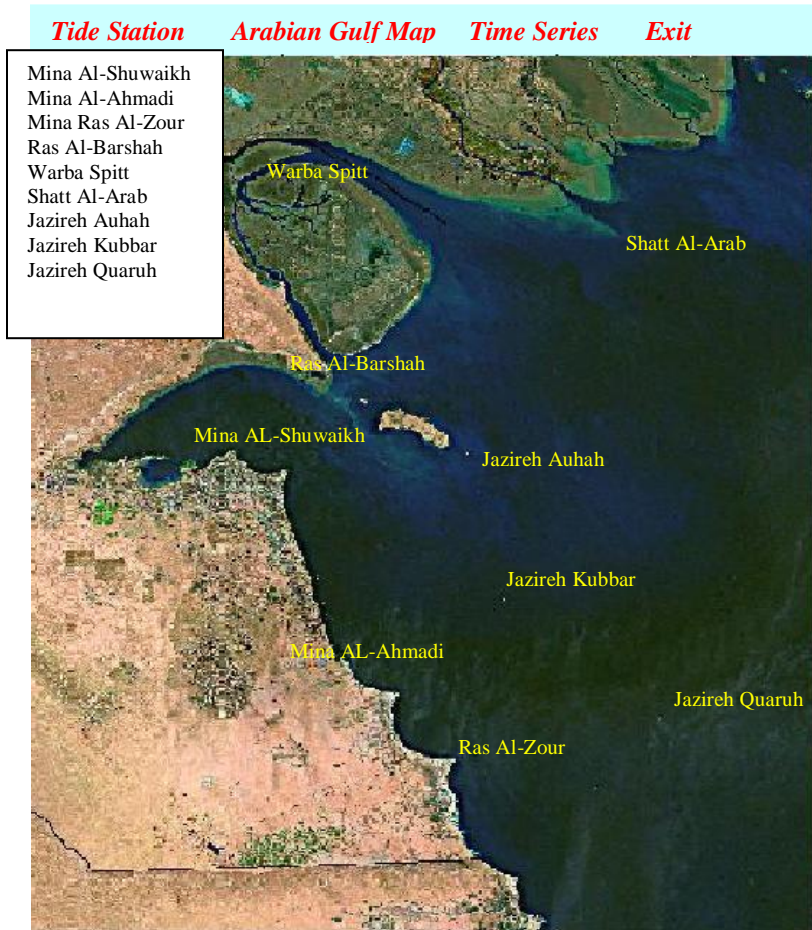 Tide Station Arabian Gulf Map Time Series Exit
Mina Al-Shuwaikh
Mina Al-Ahmadi
Mina Ras Al-Zour
Ras Al-Barshah
Warba Spitt
Shatt Al-Arab
Jazireh Auhah
Jazireh Kubbar
Jazireh Quaruh
Warba Spitt
Shatt Al-Arab
Ras Al-Barshah
Mina AL-Shuwaikh
Jazireh Auhah
Jazireh Kubbar
Mina AL-Ahmadi
Jazireh Quaruh
Ras Al-Zour